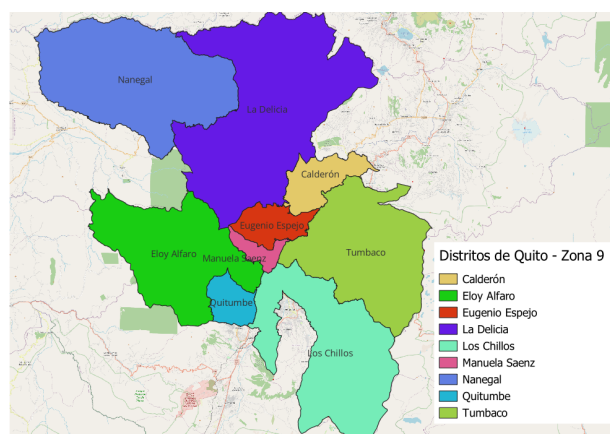 Nanegal
La Delicia
Calderón
Eugenio Espejo
Eloy Alfaro
Manuela Saenz
Tumbaco
Quitumbe
Los Chillos
Distritos de Quito - Zona 9
Calderón
Eloy Alfaro
Eugenio Espejo
La Delicia
Los Chillos
Manuela Saenz
Nanegal
Quitumbe
Tumbaco